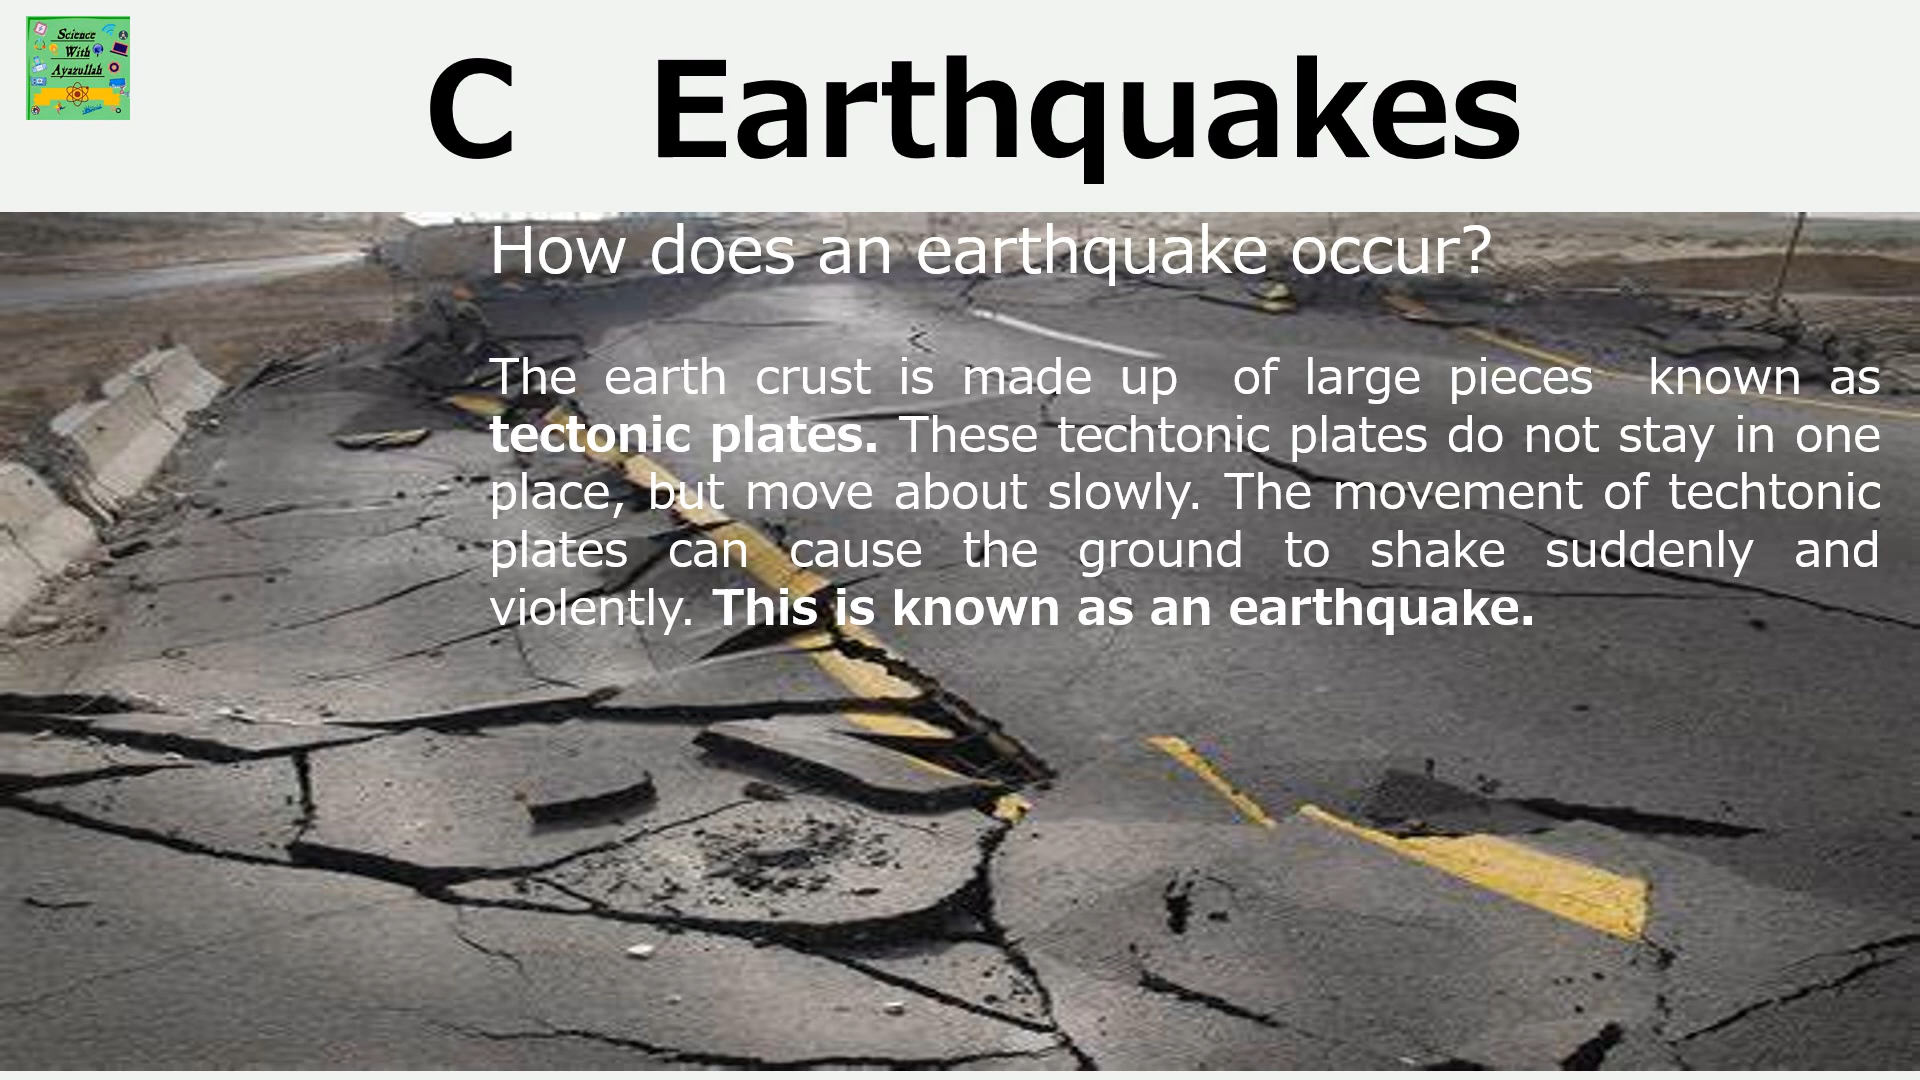 Science
With
Ayazullah
C Earthquakes
How does an earthquake occur?
The earth crust is made up of large pieces known as
tectonic plates. These techtonic plates do not stay in one
place, but move about slowly. The movement of techtonic
plates can cause the ground to shake suddenly and
violently. This is known as an earthquake.